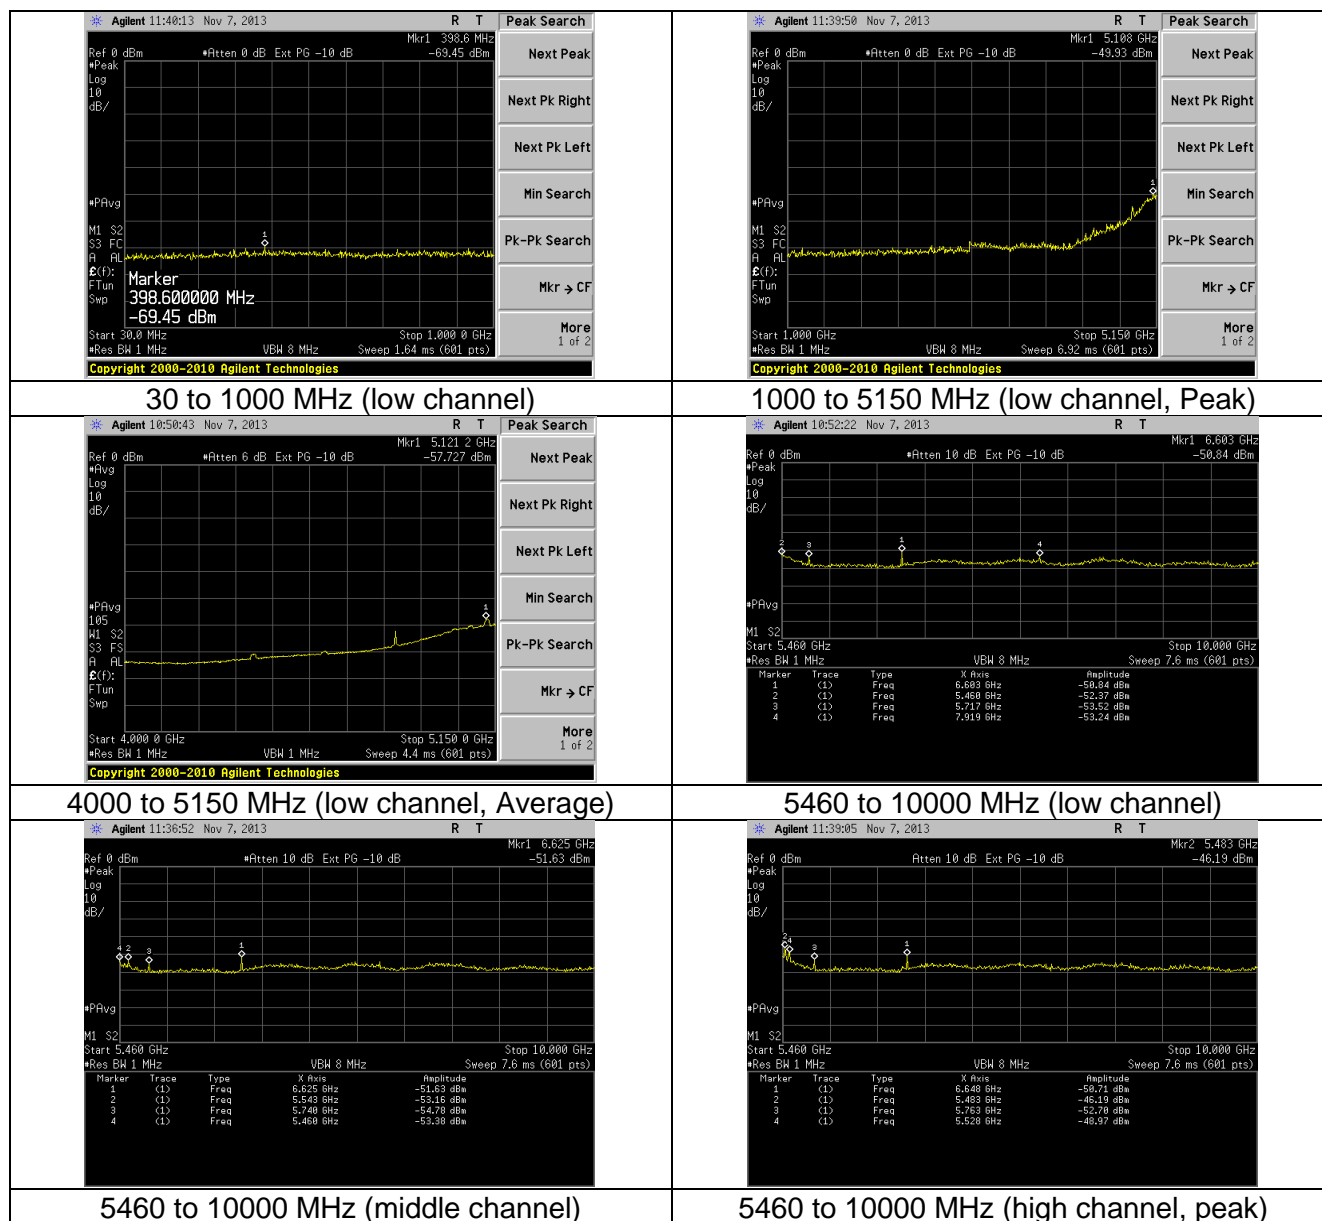 Agilent 11:40:13 Nov 7, 2013 R T Peak Search
Mkr1 398.6 MHz
Ref 0 dBm #Atten 0 dB Ext PG -10 dB -69.45 dBm
#Peak
Log
10
dB/
#PAvg
M1 S2
S3 FC
A AL
£(f):
FTun
Swp
1
Marker
398.600000 MHz
-69.45 dBm
Start 30.0 MHz Stop 1.000 0 GHz
#Res BW 1 MHz VBW 8 MHz Sweep 1.64 ms (601 pts)
Copyright 2000-2010 Agilent Technologies
Next Peak
Next Pk Right
Next Pk Left
Min Search
Pk-Pk Search
Mkr → CF
More
1 of 2
30 to 1000 MHz (low channel)
Agilent 11:39:50 Nov 7, 2013 R T Peak Search
Mkr1 5.108 GHz
Ref 0 dBm #Atten 0 dB Ext PG -10 dB -49.93 dBm
#Peak
Log
10
dB/
#PAvg
M1 S2
S3 FC
A AL
£(f):
FTun
Swp
1
Start 1.000 GHz Stop 5.150 GHz
#Res BW 1 MHz VBW 8 MHz Sweep 6.92 ms (601 pts)
Copyright 2000-2010 Agilent Technologies
Next Peak
Next Pk Right
Next Pk Left
Min Search
Pk-Pk Search
Mkr → CF
More
1 of 2
1000 to 5150 MHz (low channel, Peak)
Agilent 10:50:43 Nov 7, 2013 R T Peak Search
Mkr1 5.121 2 GHz
Ref 0 dBm #Atten 6 dB Ext PG -10 dB -57.727 dBm
#Avg
Log
10
dB/
#PAvg
105
W1 S2
S3 FS
A AL
£(f):
FTun
Swp
1
Start 4.000 0 GHz Stop 5.150 0 GHz
#Res BW 1 MHz VBW 1 MHz Sweep 4.4 ms (601 pts)
Copyright 2000-2010 Agilent Technologies
Next Peak
Next Pk Right
Next Pk Left
Min Search
Pk-Pk Search
Mkr → CF
More
1 of 2
4000 to 5150 MHz (low channel, Average)
Agilent 10:52:22 Nov 7, 2013 R T
Mkr1 6.603 GHz
Ref 0 dBm #Atten 10 dB Ext PG -10 dB -50.84 dBm
#Peak
Log
10
dB/
2 3 1 4
#PAvg
M1 S2
Start 5.460 GHz Stop 10.000 GHz
#Res BW 1 MHz VBW 8 MHz Sweep 7.6 ms (601 pts)
Marker Trace Type X Axis Amplitude
1 (1) Freq 6.603 GHz -50.84 dBm
2 (1) Freq 5.460 GHz -52.37 dBm
3 (1) Freq 5.717 GHz -53.52 dBm
4 (1) Freq 7.919 GHz -53.24 dBm
5460 to 10000 MHz (low channel)
Agilent 11:36:52 Nov 7, 2013 R T
Mkr1 6.625 GHz
Ref 0 dBm #Atten 10 dB Ext PG -10 dB -51.63 dBm
#Peak
Log
10
dB/
4 2 3 1
#PAvg
M1 S2
Start 5.460 GHz Stop 10.000 GHz
#Res BW 1 MHz VBW 8 MHz Sweep 7.6 ms (601 pts)
Marker Trace Type X Axis Amplitude
1 (1) Freq 6.625 GHz -51.63 dBm
2 (1) Freq 5.543 GHz -53.16 dBm
3 (1) Freq 5.740 GHz -54.78 dBm
4 (1) Freq 5.460 GHz -53.38 dBm
5460 to 10000 MHz (middle channel)
Agilent 11:39:05 Nov 7, 2013 R T
Mkr2 5.483 GHz
Ref 0 dBm Atten 10 dB Ext PG -10 dB -46.19 dBm
#Peak
Log
10
dB/
2 4 3 1
#PAvg
M1 S2
Start 5.460 GHz Stop 10.000 GHz
#Res BW 1 MHz VBW 8 MHz Sweep 7.6 ms (601 pts)
Marker Trace Type X Axis Amplitude
1 (1) Freq 6.648 GHz -50.71 dBm
2 (1) Freq 5.483 GHz -46.19 dBm
3 (1) Freq 5.763 GHz -52.70 dBm
4 (1) Freq 5.528 GHz -48.97 dBm
5460 to 10000 MHz (high channel, peak)